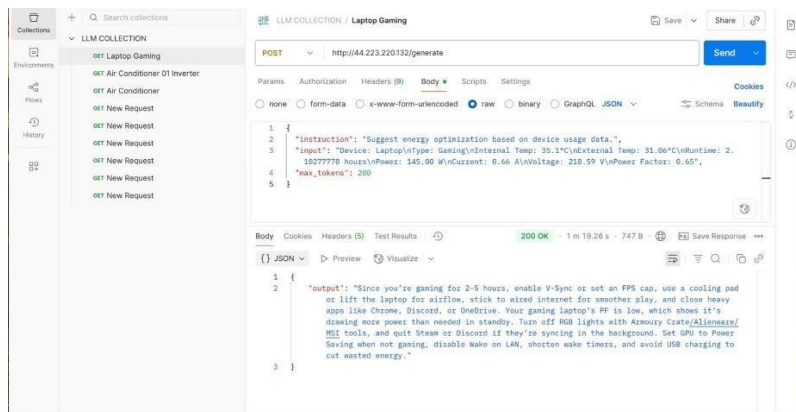 Collections
Environments
Flows
History
+ Search collections
LLM COLLECTION
GET Laptop Gaming
GET Air Conditioner 01 Inverter
GET Air Conditioner
GET New Request
GET New Request
GET New Request
GET New Request
GET New Request
GET New Request
LLM COLLECTION / Laptop Gaming
Save Share
POST http://44.223.220.132/generate Send
Params Authorization Headers (9) Body Scripts Settings Cookies
none form-data x-www-form-urlencoded raw binary GraphQL JSON Schema Beautify
1 {
2 "instruction": "Suggest energy optimization based on device usage data.",
3 "input": "Device: Laptop\nType: Gaming\nInternal Temp: 35.1°C\nExternal Temp: 31.06°C\nRuntime: 2.
10277778 hours\nPower: 145.00 W\nCurrent: 0.66 A\nVoltage: 218.59 V\nPower Factor: 0.65",
4 "max_tokens": 200
5 }
Body Cookies Headers (5) Test Results 200 OK 1 m 19.26 s 747 B Save Response
{} JSON Preview Visualize
1 {
2 "output": "Since you're gaming for 2-5 hours, enable V-Sync or set an FPS cap, use a cooling pad
or lift the laptop for airflow, stick to wired internet for smoother play, and close heavy
apps like Chrome, Discord, or OneDrive. Your gaming laptop's PF is low, which shows it's
drawing more power than needed in standby. Turn off RGB lights with Armoury Crate/Alienware/
MSI tools, and quit Steam or Discord if they're syncing in the background. Set GPU to Power
Saving when not gaming, disable Wake on LAN, shorten wake timers, and avoid USB charging to
cut wasted energy."
3 }